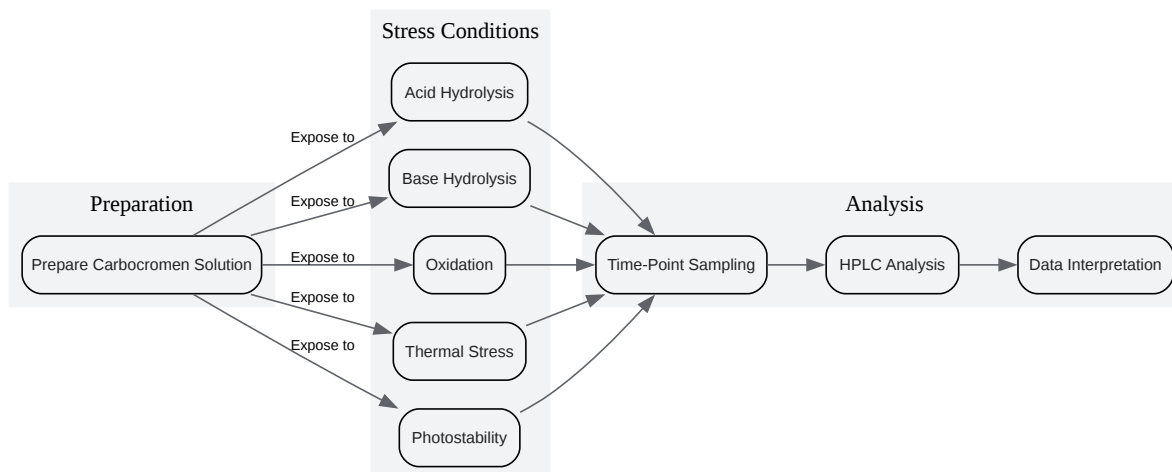 Preparation
Prepare Carbocromen Solution
Expose to
Expose to
Expose to
Expose to
Expose to
Stress Conditions
Acid Hydrolysis
Base Hydrolysis
Oxidation
Thermal Stress
Photostability
Analysis
Time-Point Sampling
HPLC Analysis
Data Interpretation